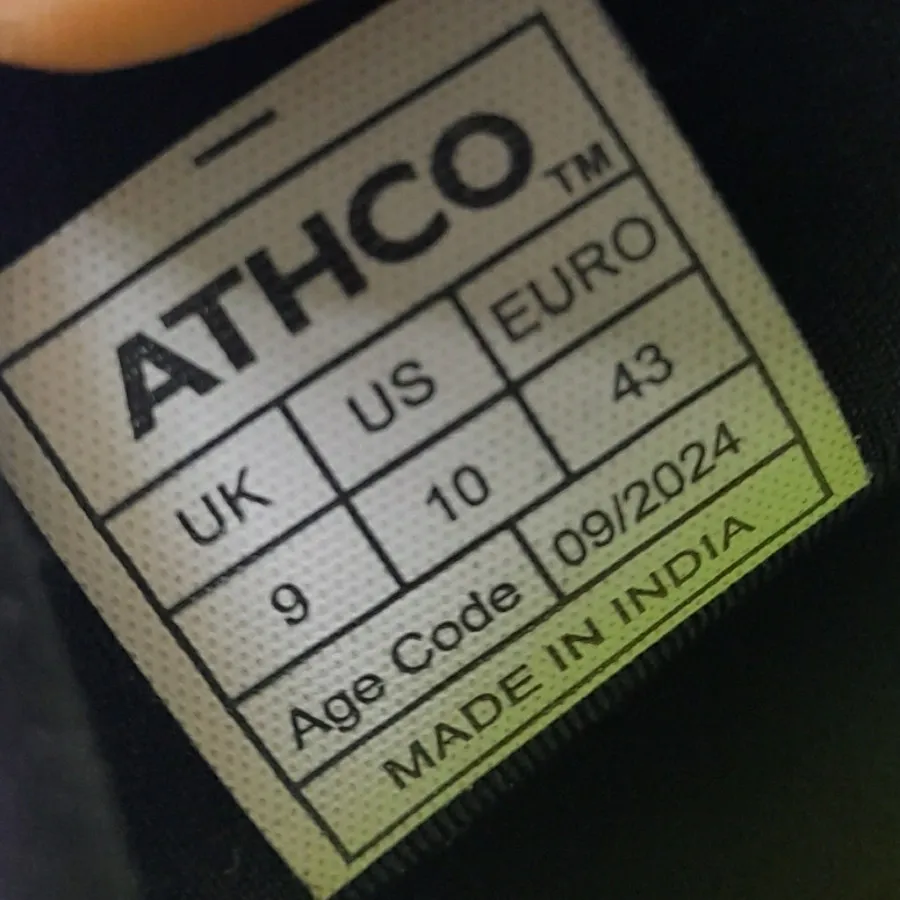 ATHCO™
UK US EURO
9 10 43
Age Code 09/2024
MADE IN INDIA